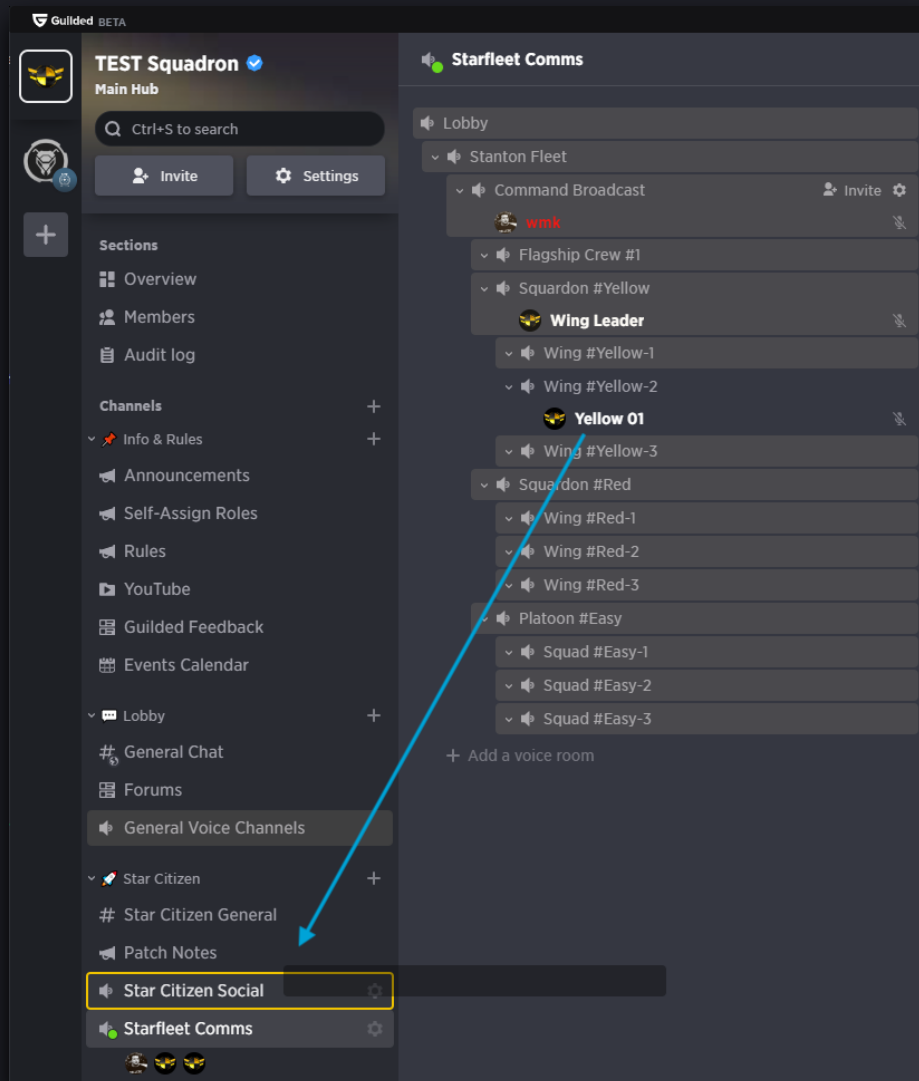 Guilded BETA
TEST Squadron
Main Hub
Ctrl+S to search
Invite
Settings
Sections
Overview
Members
Audit log
Channels
Info & Rules
Announcements
Self-Assign Roles
Rules
YouTube
Guilded Feedback
Events Calendar
Lobby
General Chat
Forums
General Voice Channels
Star Citizen
Star Citizen General
Patch Notes
Star Citizen Social
Starfleet Comms
Starfleet Comms
Lobby
Stanton Fleet
Command Broadcast
Invite
wmk
Flagship Crew #1
Squardon #Yellow
Wing Leader
Wing #Yellow-1
Wing #Yellow-2
Yellow 01
Wing #Yellow-3
Squardon #Red
Wing #Red-1
Wing #Red-2
Wing #Red-3
Platoon #Easy
Squad #Easy-1
Squad #Easy-2
Squad #Easy-3
Add a voice room